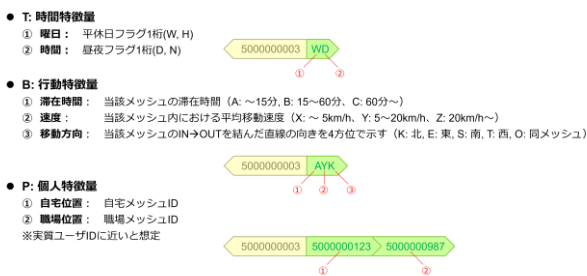 ● T: 時間特徴量
① 曜日： 平休日フラグ1桁(W, H)
② 時間： 昼夜フラグ1桁(D, N)
5000000003 WD
① ②
● B: 行動特徴量
① 滞在時間： 当該メッシュの滞在時間（A: ～15分, B: 15～60分、C: 60分～）
② 速度： 当該メッシュ内における平均移動速度（X: ～ 5km/h、Y: 5～20km/h、Z: 20km/h～）
③ 移動方向： 当該メッシュのIN→OUTを結んだ直線の向きを4方位で示す（K: 北, E: 東, S: 南, T: 西, O: 同メッシュ）
5000000003 AYK
① ② ③
● P: 個人特徴量
① 自宅位置： 自宅メッシュID
② 職場位置： 職場メッシュID
※実質ユーザIDに近いと想定
5000000003 5000000123 5000000987
① ②